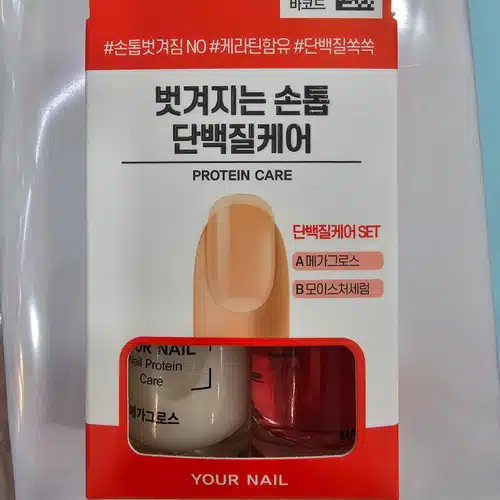 바코드
#손톱벗겨짐 NO #케라틴함유 #단백질쏙쏙
벗겨지는 손톱
단백질케어
PROTEIN CARE
단백질케어 SET
A 메가그로스
B 모이스처세럼
YOUR NAIL
Nail Protein
Care
메가그로스
YOUR NAIL